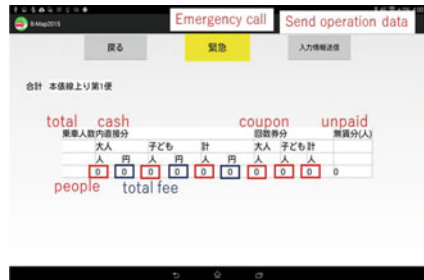 Emergency call Send operation data
B-Map2015
戻る 緊急 入力情報送信
合計 本俵線上り第1便
total cash coupon unpaid
乗車人数内直接分 回数券分 無賃分(人)
大人 子ども 計 大人 子ども 計
人 円 人 円 人 円 人 人 人
0 0 0 0 0 0 0 0 0 0
people total fee